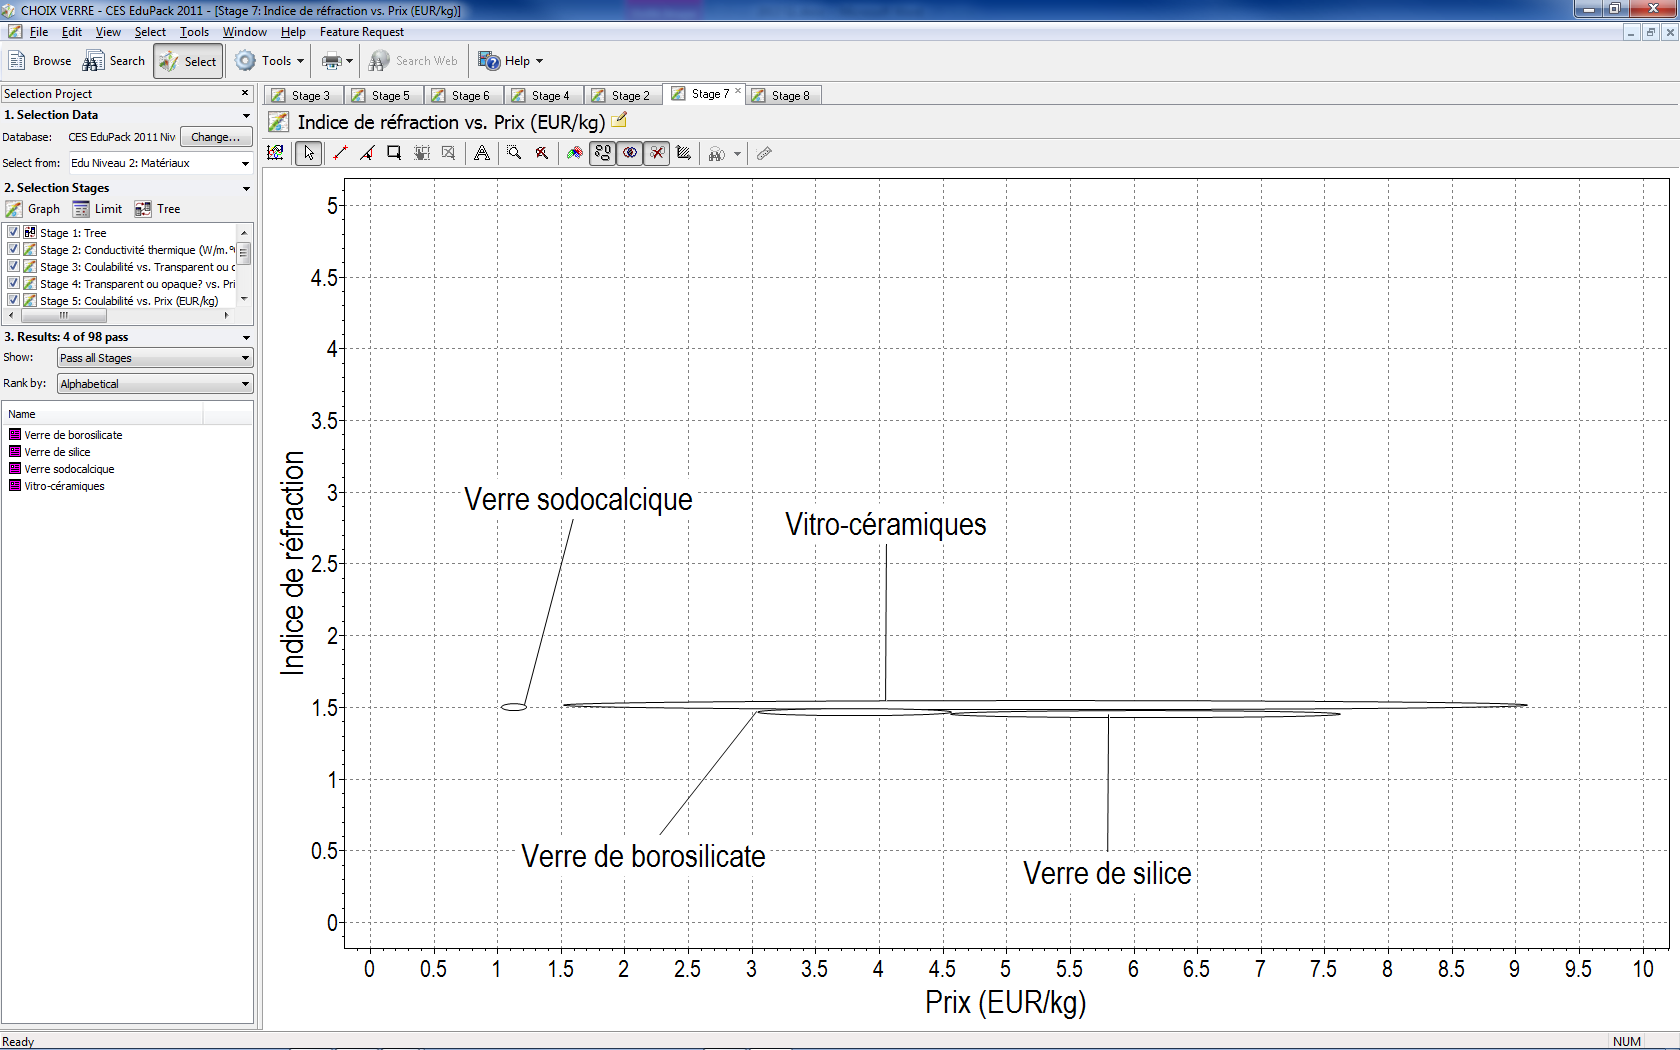 CHOIX VERRE - CES EduPack 2011 - [Stage 7: Indice de réfraction vs. Prix (EUR/kg)]
File Edit View Select Tools Window Help Feature Request
Browse Search Select Tools Search Web Help
Selection Project
1. Selection Data
Database: CES EduPack 2011 Niv Change...
Select from: Edu Niveau 2: Matériaux
2. Selection Stages
Graph Limit Tree
Stage 1: Tree
Stage 2: Conductivité thermique (W/m.°
Stage 3: Coulabilité vs. Transparent ou
Stage 4: Transparent ou opaque? vs. Pri
Stage 5: Coulabilité vs. Prix (EUR/kg)
3. Results: 4 of 98 pass
Show: Pass all Stages
Rank by: Alphabetical
Name
Verre de borosilicate
Verre de silice
Verre sodocalcique
Vitro-céramiques
Stage 3 Stage 5 Stage 6 Stage 4 Stage 2 Stage 7 Stage 8
Indice de réfraction vs. Prix (EUR/kg)
Indice de réfraction
5
4.5
4
3.5
3
2.5
2
1.5
1
0.5
0
Verre sodocalcique
Vitro-céramiques
Verre de borosilicate
Verre de silice
0 0.5 1 1.5 2 2.5 3 3.5 4 4.5 5 5.5 6 6.5 7 7.5 8 8.5 9 9.5 10
Prix (EUR/kg)
Ready NUM